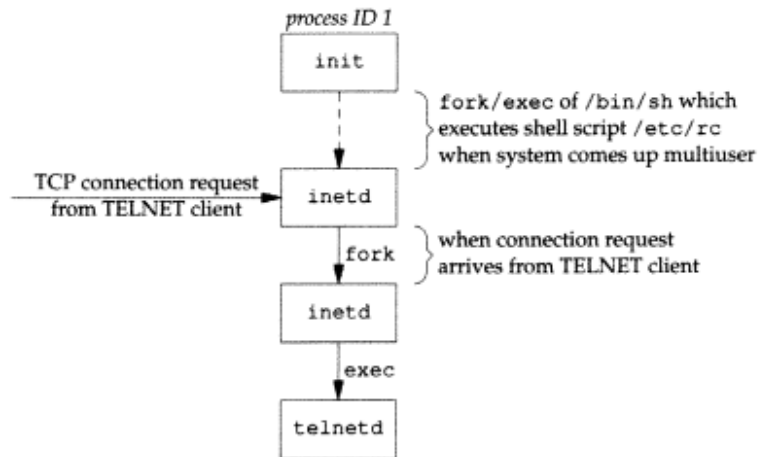 process ID 1
init
fork/exec of /bin/sh which
executes shell script /etc/rc
when system comes up multiuser
TCP connection request
from TELNET client
inetd
fork
when connection request
arrives from TELNET client
inetd
exec
telnetd